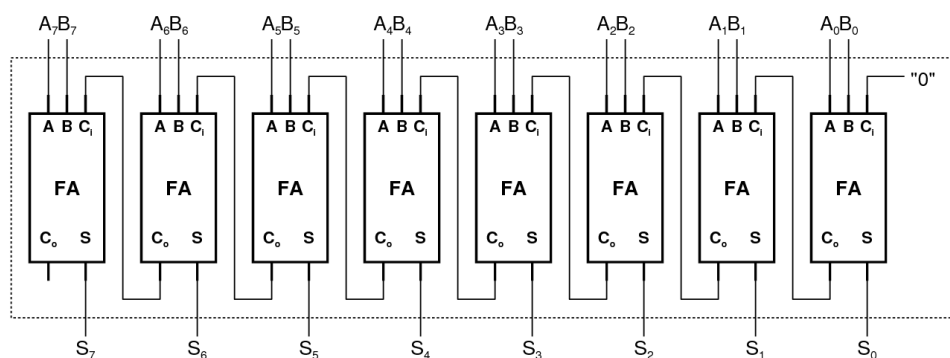 A₇B₇ A₆B₆ A₅B₅ A₄B₄ A₃B₃ A₂B₂ A₁B₁ A₀B₀
"0"
A B Cᵢ A B Cᵢ A B Cᵢ A B Cᵢ A B Cᵢ A B Cᵢ A B Cᵢ A B Cᵢ
FA FA FA FA FA FA FA FA
Cₒ S Cₒ S Cₒ S Cₒ S Cₒ S Cₒ S Cₒ S Cₒ S
S₇ S₆ S₅ S₄ S₃ S₂ S₁ S₀